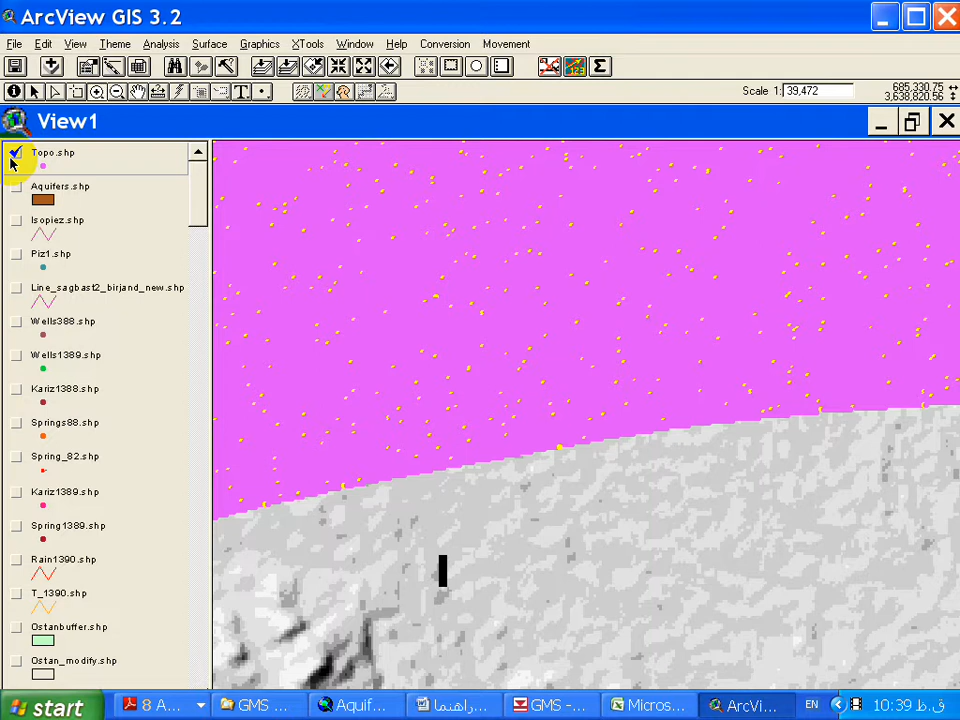 ArcView GIS 3.2
File Edit View Theme Analysis Surface Graphics XTools Window Help Conversion Movement
Scale 1: 39,472
685,330.75
3,638,820.56
View1
Topo.shp
Aquifers.shp
Isopiez.shp
Piz1.shp
Line_sagbast2_birjand_new.shp
Wells388.shp
Wells1389.shp
Kariz1388.shp
Springs88.shp
Spring_82.shp
Kariz1389.shp
Spring1389.shp
Rain1390.shp
T_1390.shp
Ostanbuffer.shp
Ostan_modify.shp
start 8 A... GMS ... Aquif... راهنما... GMS -... Micros... ArcVi... EN 10:39 ق.ظ